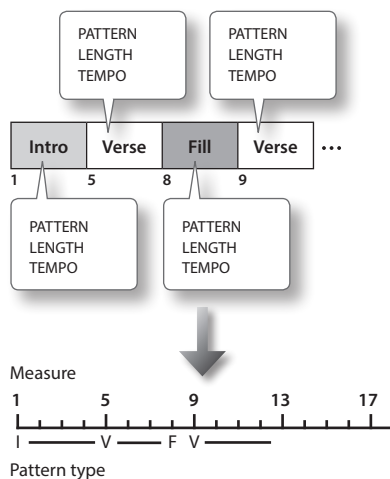 PATTERN
LENGTH
TEMPO
PATTERN
LENGTH
TEMPO
Intro Verse Fill Verse ...
1 5 8 9
PATTERN
LENGTH
TEMPO
PATTERN
LENGTH
TEMPO
Measure
1 5 9 13 17
I V F V
Pattern type